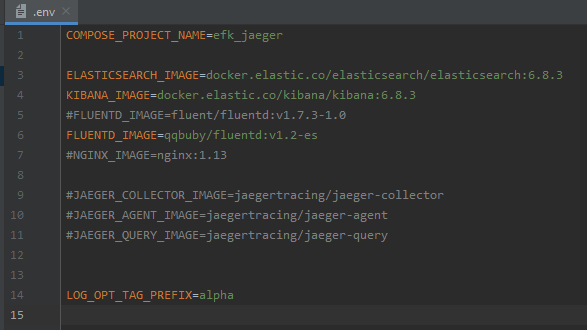 .env
1 COMPOSE_PROJECT_NAME=efk_jaeger
2
3 ELASTICSEARCH_IMAGE=docker.elastic.co/elasticsearch/elasticsearch:6.8.3
4 KIBANA_IMAGE=docker.elastic.co/kibana/kibana:6.8.3
5 #FLUENTD_IMAGE=fluent/fluentd:v1.7.3-1.0
6 FLUENTD_IMAGE=qqbuby/fluentd:v1.2-es
7 #NGINX_IMAGE=nginx:1.13
8
9 #JAEGER_COLLECTOR_IMAGE=jaegertracing/jaeger-collector
10 #JAEGER_AGENT_IMAGE=jaegertracing/jaeger-agent
11 #JAEGER_QUERY_IMAGE=jaegertracing/jaeger-query
12
13
14 LOG_OPT_TAG_PREFIX=alpha
15